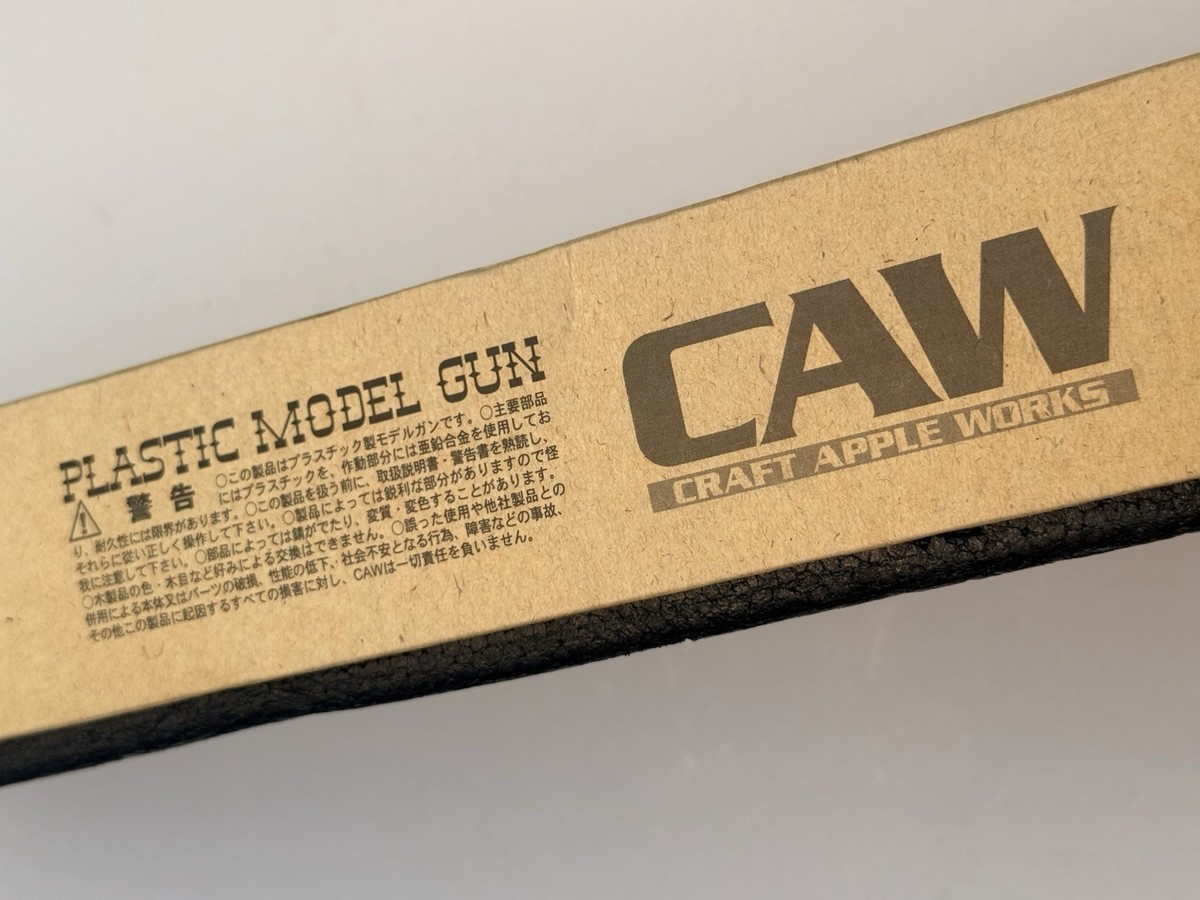 PLASTIC MODEL GUN
警告
○この製品はプラスチック製モデルガンです。○主要部品
にはプラスチックを、作動部分には亜鉛合金を使用してお
り、耐久性には限界があります。○この製品を扱う前に、取扱説明書・警告書を熟読し、
それらに従い正しく操作して下さい。○製品によっては鋭利な部分がありますので怪
我に注意して下さい。○部品によっては錆がでたり、変質・変色することがあります。
○木製品の色・木目など好みによる交換はできません。○誤った使用や他社製品との
併用による本体又はパーツの破損、性能の低下、社会不安となる行為、障害などの事故、
その他この製品に起因するすべての損害に対し、CAWは一切責任を負いません。
CAW
CRAFT APPLE WORKS